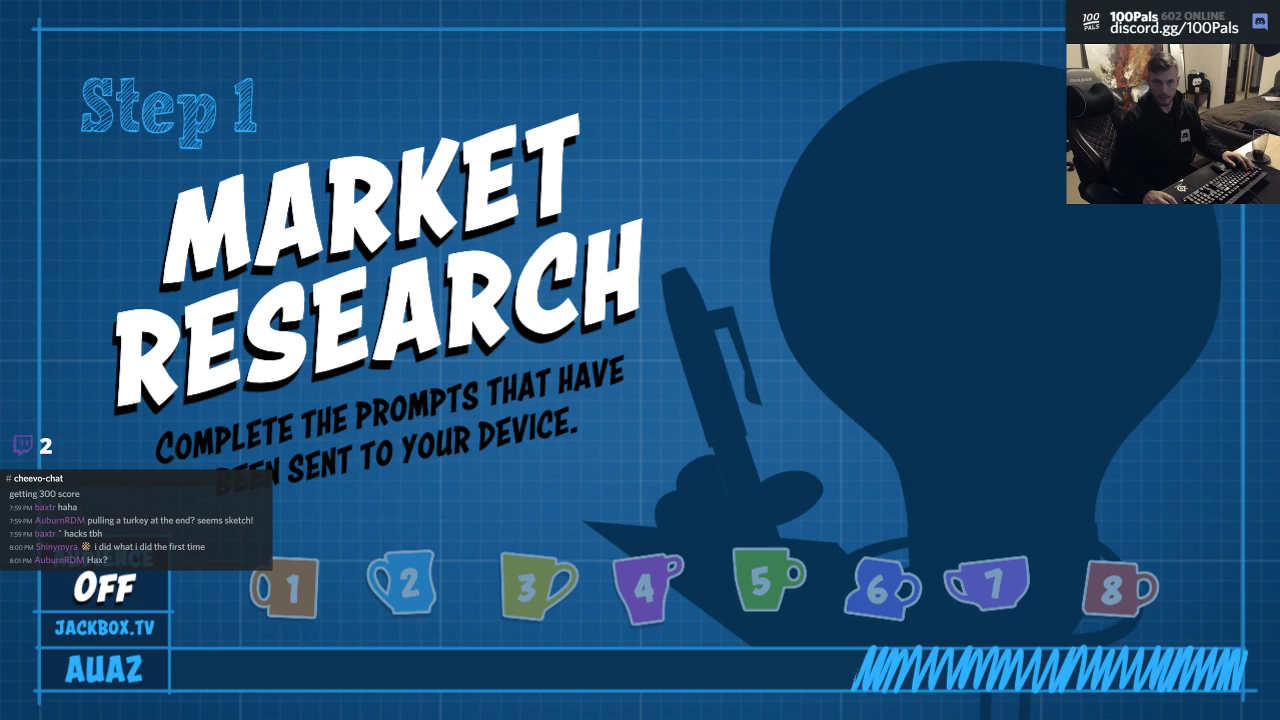 100
PALS
100Pals 602 ONLINE
discord.gg/100Pals
Step 1
MARKET
RESEARCH
COMPLETE THE PROMPTS THAT HAVE
BEEN SENT TO YOUR DEVICE.
2
# cheevo-chat
getting 300 score
7:59 PM baxtr haha
7:59 PM AuburnRDM pulling a turkey at the end? seems sketch!
7:59 PM baxtr ^ hacks tbh
8:00 PM Shinymyra i did what i did the first time
8:01 PM AuburnRDM Hax?
OFF
JACKBOX.TV
AUAZ
1 2 3 4 5 6 7 8